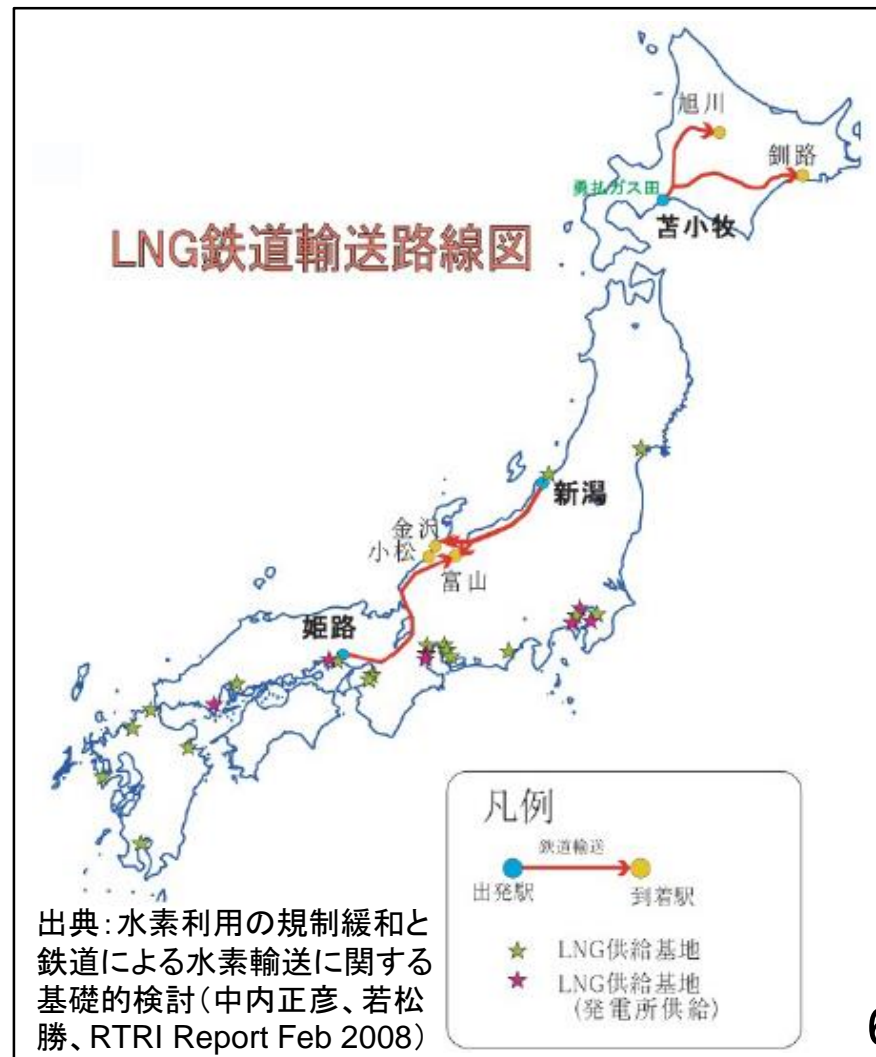 旭川
釧路
勇払ガス田
苫小牧
LNG鉄道輸送路線図
新潟
金沢
小松
富山
姫路
凡例
鉄道輸送
出発駅
到着駅
LNG供給基地
LNG供給基地
(発電所供給)
出典:水素利用の規制緩和と
鉄道による水素輸送に関する
基礎的検討(中内正彦、若松
勝、RTRI Report Feb 2008)